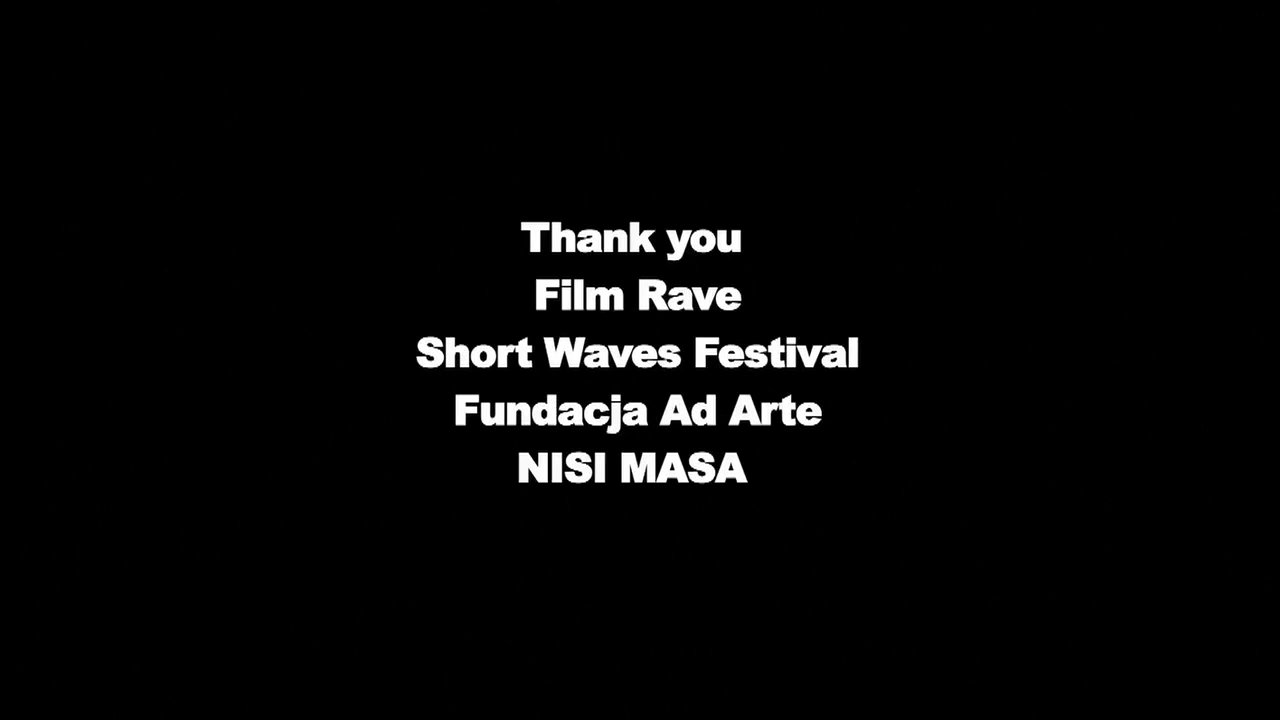 Thank you
Film Rave
Short Waves Festival
Fundacja Ad Arte
NISI MASA